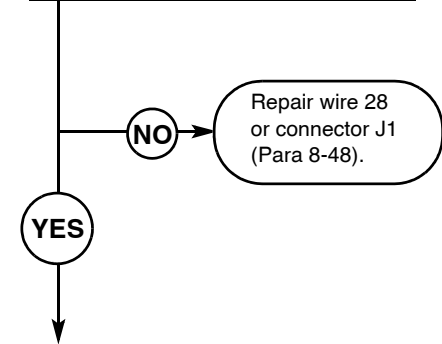 NO
Repair wire 28
or connector J1
(Para 8-48).
YES